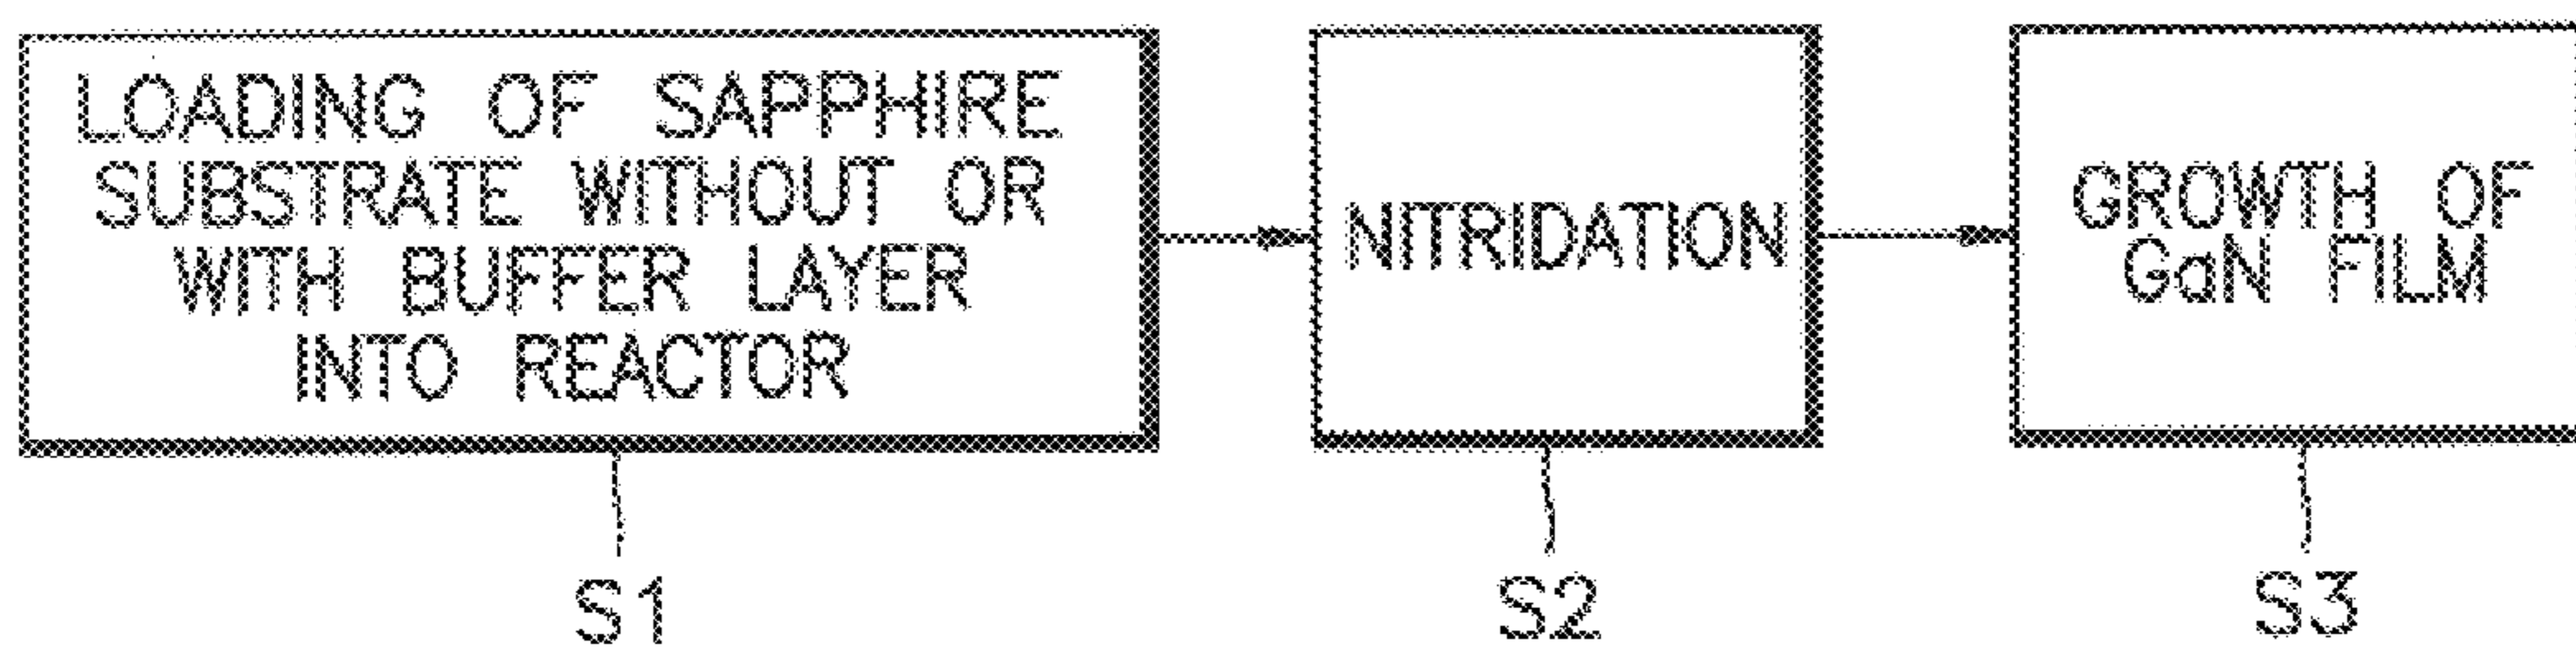 LOADING OF SAPPHIRE
SUBSTRATE WITHOUT OR
WITH BUFFER LAYER
INTO REACTOR
NITRIDATION
GROWTH OF
GaN FILM
S1
S2
S3